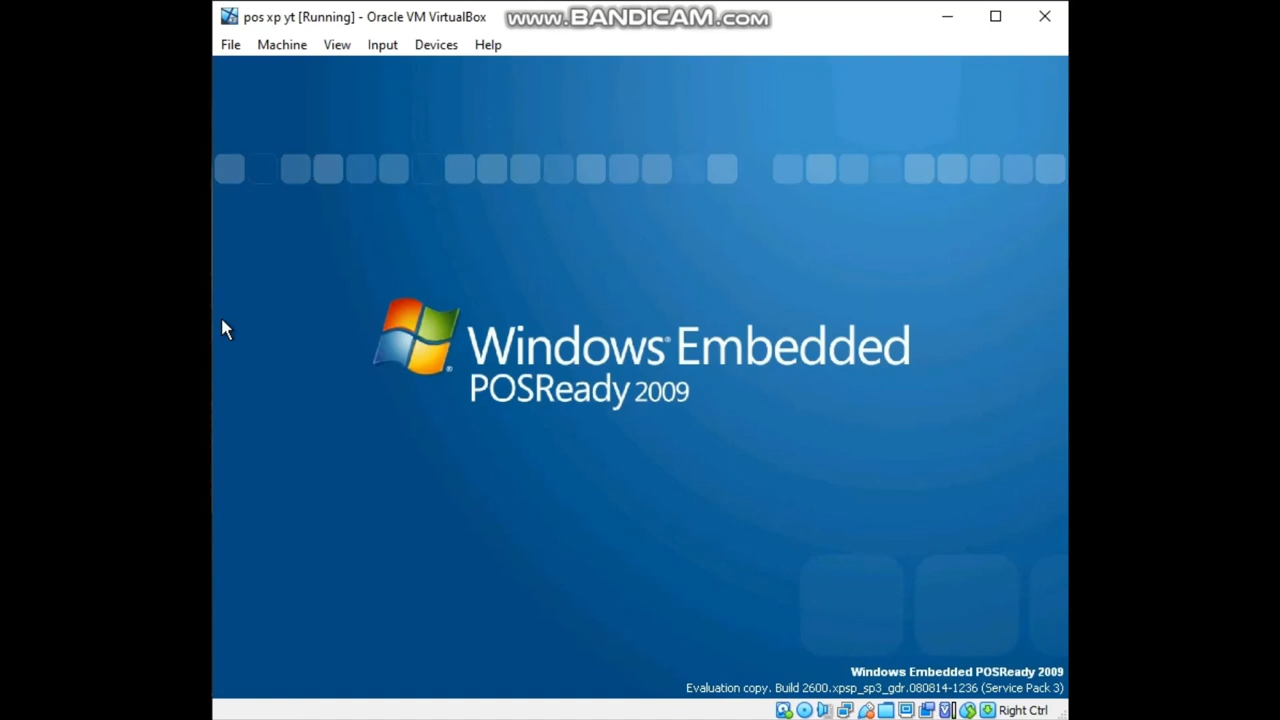 pos xp yt [Running] - Oracle VM VirtualBox
www.BANDICAM.com
File Machine View Input Devices Help
Windows® Embedded
POSReady 2009
Windows Embedded POSReady 2009
Evaluation copy. Build 2600.xpsp_sp3_gdr.080814-1236 (Service Pack 3)
Right Ctrl